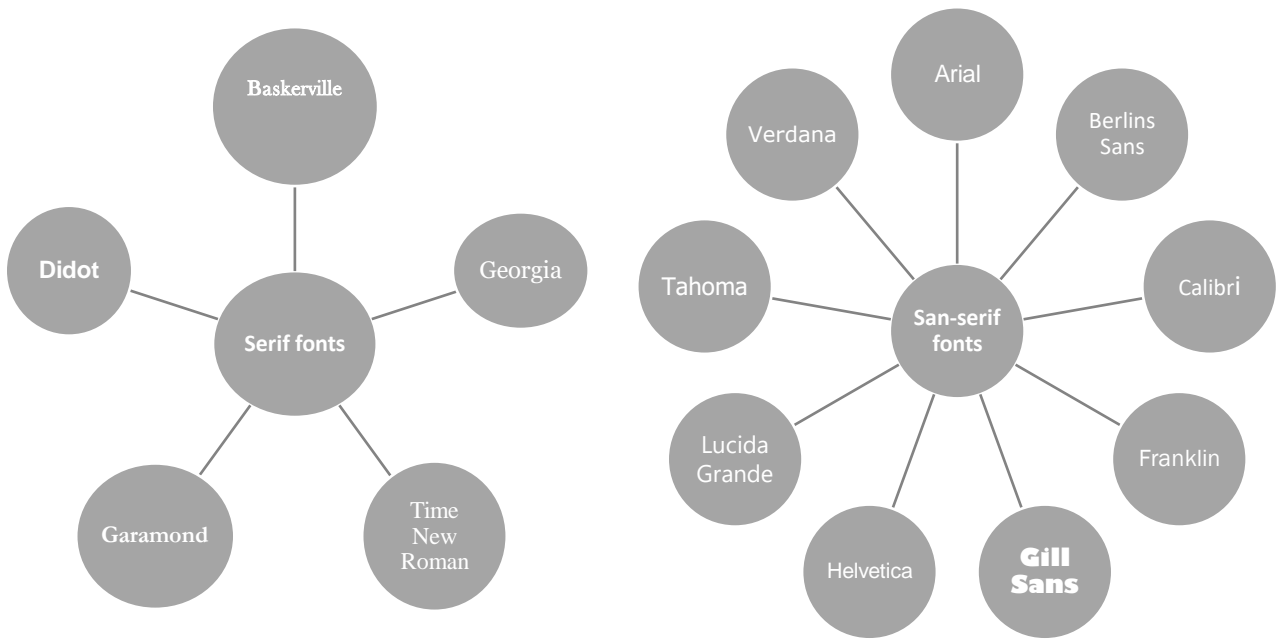 Baskerville
Didot
Georgia
Serif fonts
Garamond
Time
New
Roman
Arial
Verdana
Berlins
Sans
Tahoma
Calibri
San-serif
fonts
Lucida
Grande
Franklin
Helvetica
Gill
Sans